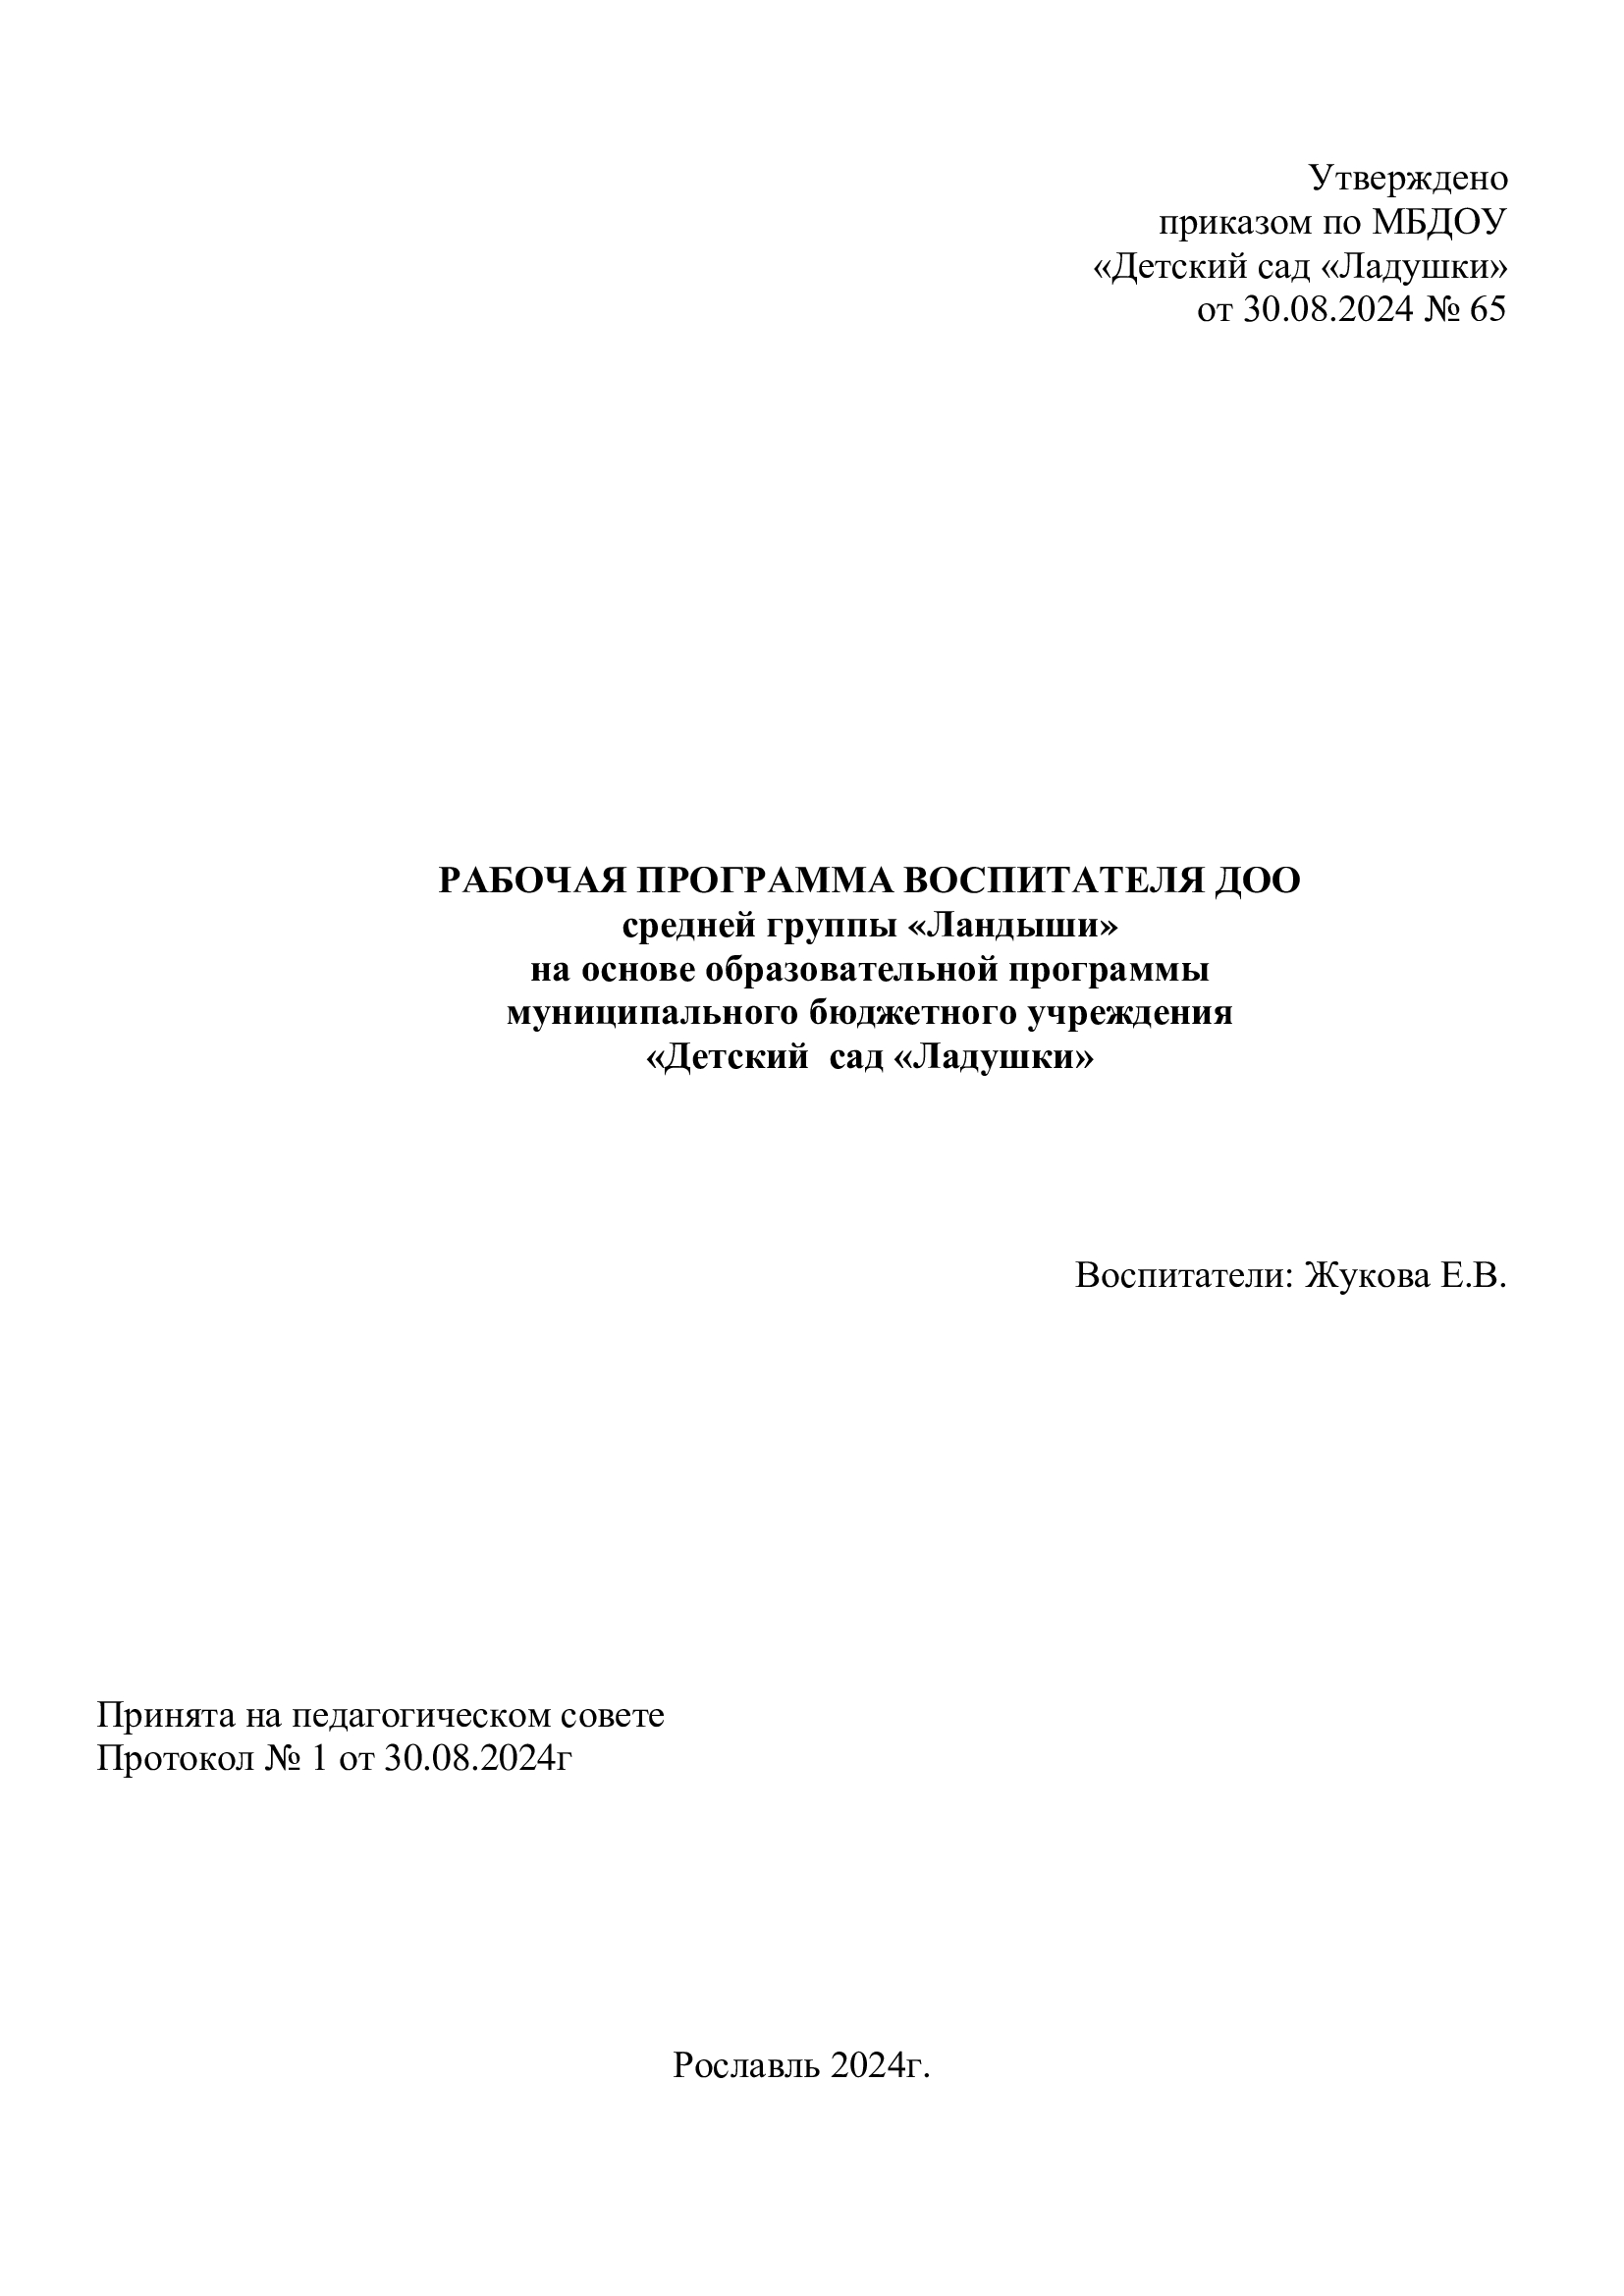 Утверждено
приказом по МБДОУ
«Детский сад «Ладушки»
от 30.08.2024 № 65
РАБОЧАЯ ПРОГРАММА ВОСПИТАТЕЛЯ ДОО
средней группы «Ландыши»
на основе образовательной программы
муниципального бюджетного учреждения
«Детский сад «Ладушки»
Воспитатели: Жукова Е.В.
Принята на педагогическом совете
Протокол № 1 от 30.08.2024г
Рославль 2024г.